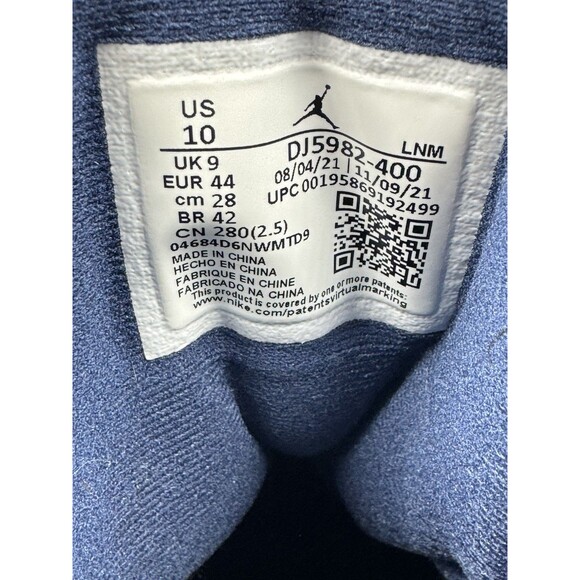 US
10
UK 9
EUR 44
cm 28
BR 42
CN 280(2.5)
04684D6NWMTD9
MADE IN CHINA
HECHO EN CHINA
FABRIQUE EN CHINE
FABRICADO NA CHINA
This product is covered by one or more patents:
www.nike.com/patentsvirtualmarking
DJ5982-400
LNM
08/04/21 | 11/09/21
UPC 00195869192499